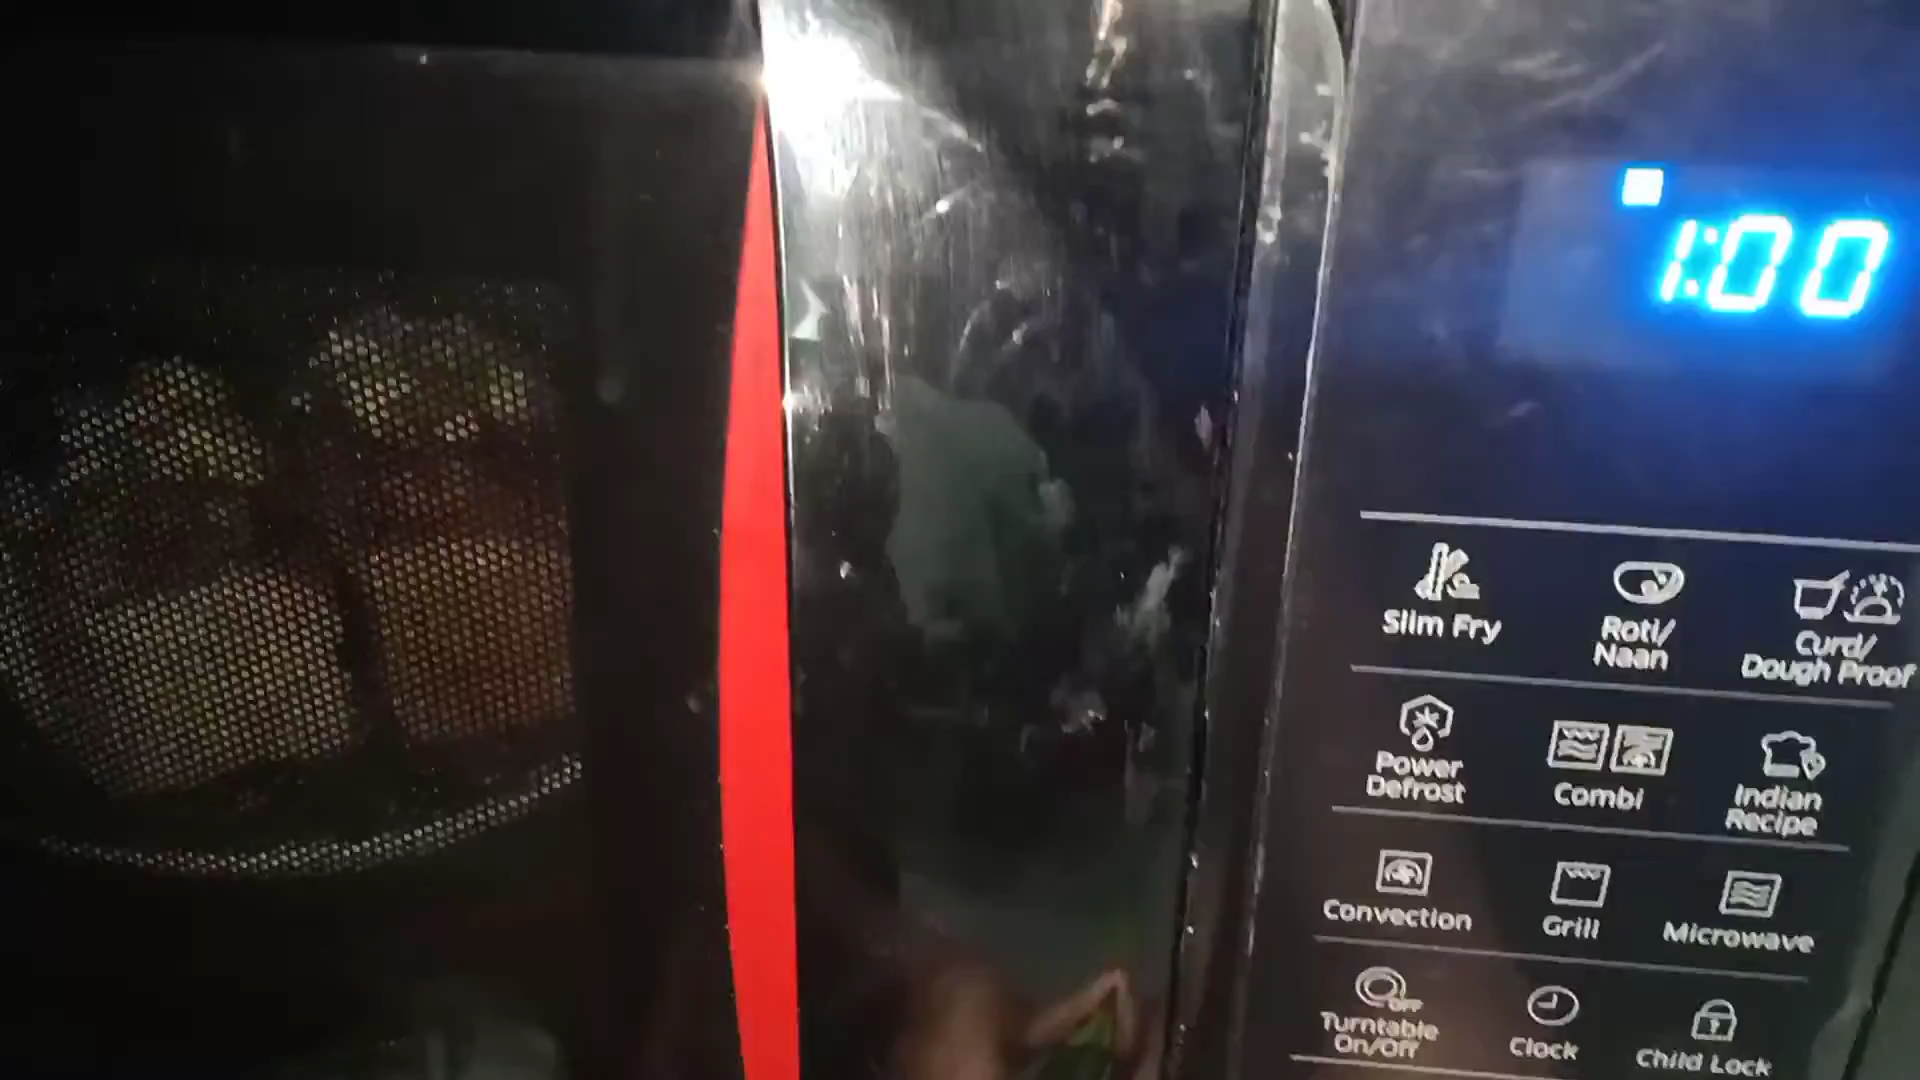 1:00
Slim Fry
Roti/
Naan
Curd/
Dough Proof
Power
Defrost
Combi
Indian
Recipe
Convection
Grill
Microwave
OFF
Turntable
On/Off
Clock
Child Lock